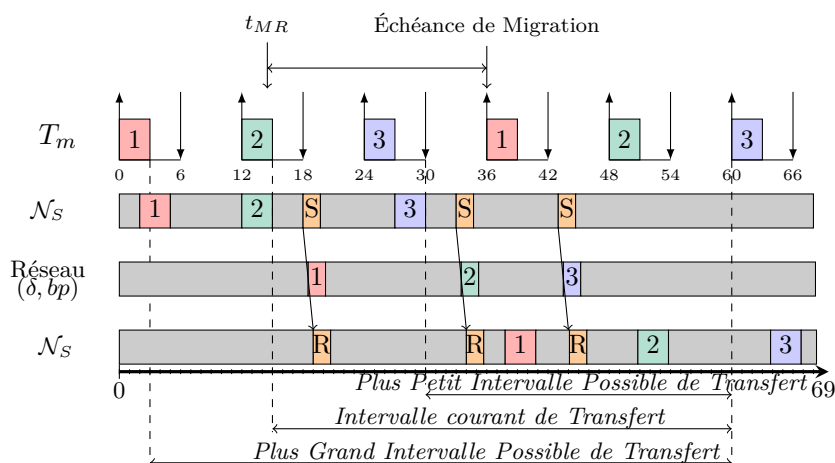 t_{MR} Échéance de Migration
T_m 1 2 3 1 2 3
0 6 12 18 24 30 36 42 48 54 60 66
𝒩_S 1 2 S 3 S S
Réseau
(δ, bp) 1 2 3
𝒩_S R R 1 R 2 3
Plus Petit Intervalle Possible de Transfert
0 69
Intervalle courant de Transfert
Plus Grand Intervalle Possible de Transfert